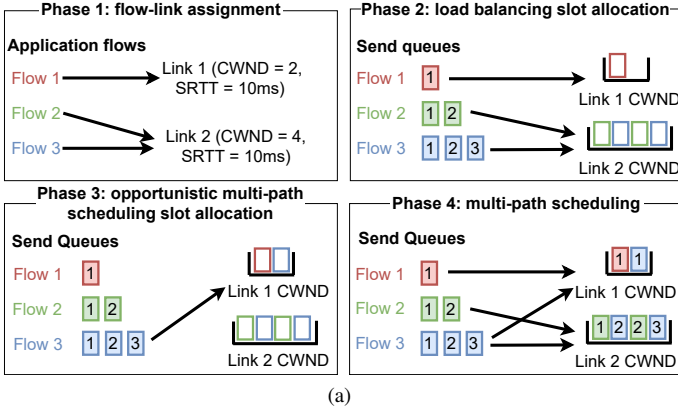 Phase 1: flow-link assignment
Application flows
Flow 1
Link 1 (CWND = 2,
SRTT = 10ms)
Flow 2
Flow 3
Link 2 (CWND = 4,
SRTT = 10ms)
Phase 2: load balancing slot allocation
Send queues
Flow 1
1
Link 1 CWND
Flow 2
1 2
Flow 3
1 2 3
Link 2 CWND
Phase 3: opportunistic multi-path
scheduling slot allocation
Send Queues
Flow 1
1
Link 1 CWND
Flow 2
1 2
Flow 3
1 2 3
Link 2 CWND
Phase 4: multi-path scheduling
Send Queues
Flow 1
1
1 1
Link 1 CWND
Flow 2
1 2
1 2 2 3
Flow 3
1 2 3
Link 2 CWND
(a)